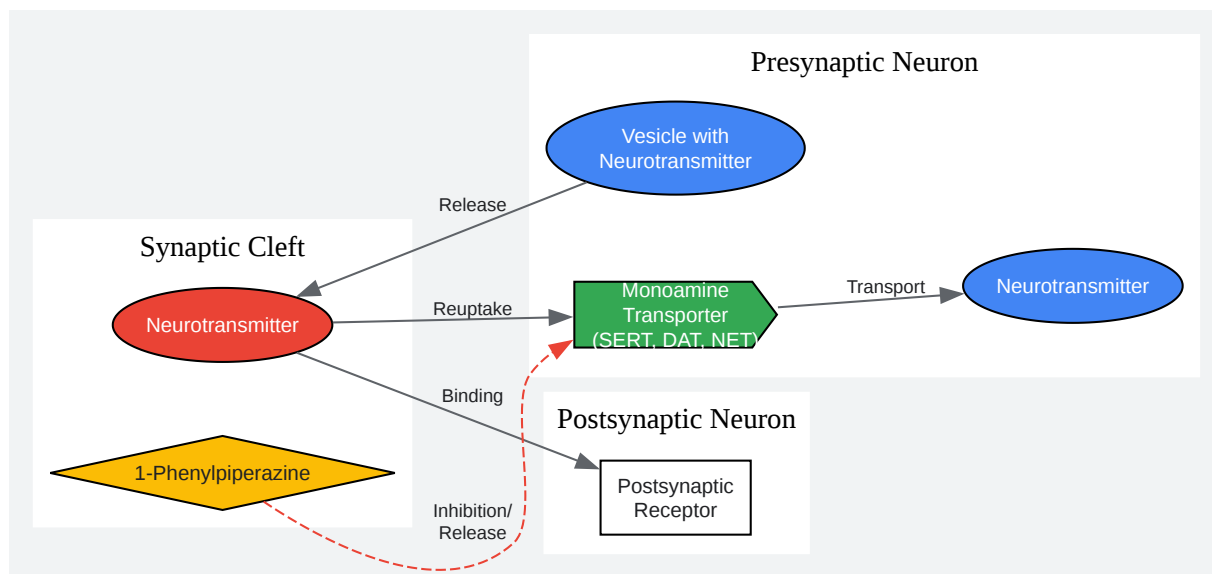 Presynaptic Neuron
Vesicle with
Neurotransmitter
Release
Synaptic Cleft
Neurotransmitter
Reuptake
Monoamine
Transporter
(SERT, DAT, NET)
Transport
Neurotransmitter
Binding
Postsynaptic Neuron
Postsynaptic
Receptor
1-Phenylpiperazine
Inhibition/
Release